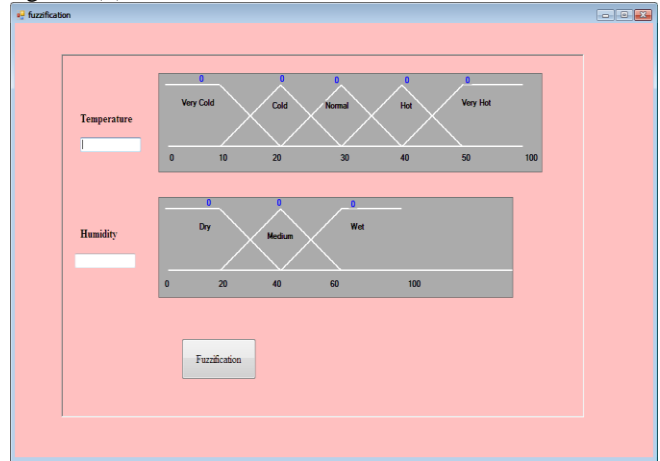 fuzzification
0 0 0 0 0
Very Cold Cold Normal Hot Very Hot
Temperature
0 10 20 30 40 50 100
0 0 0
Dry Medium Wet
Humidity
0 20 40 60 100
Fuzzification